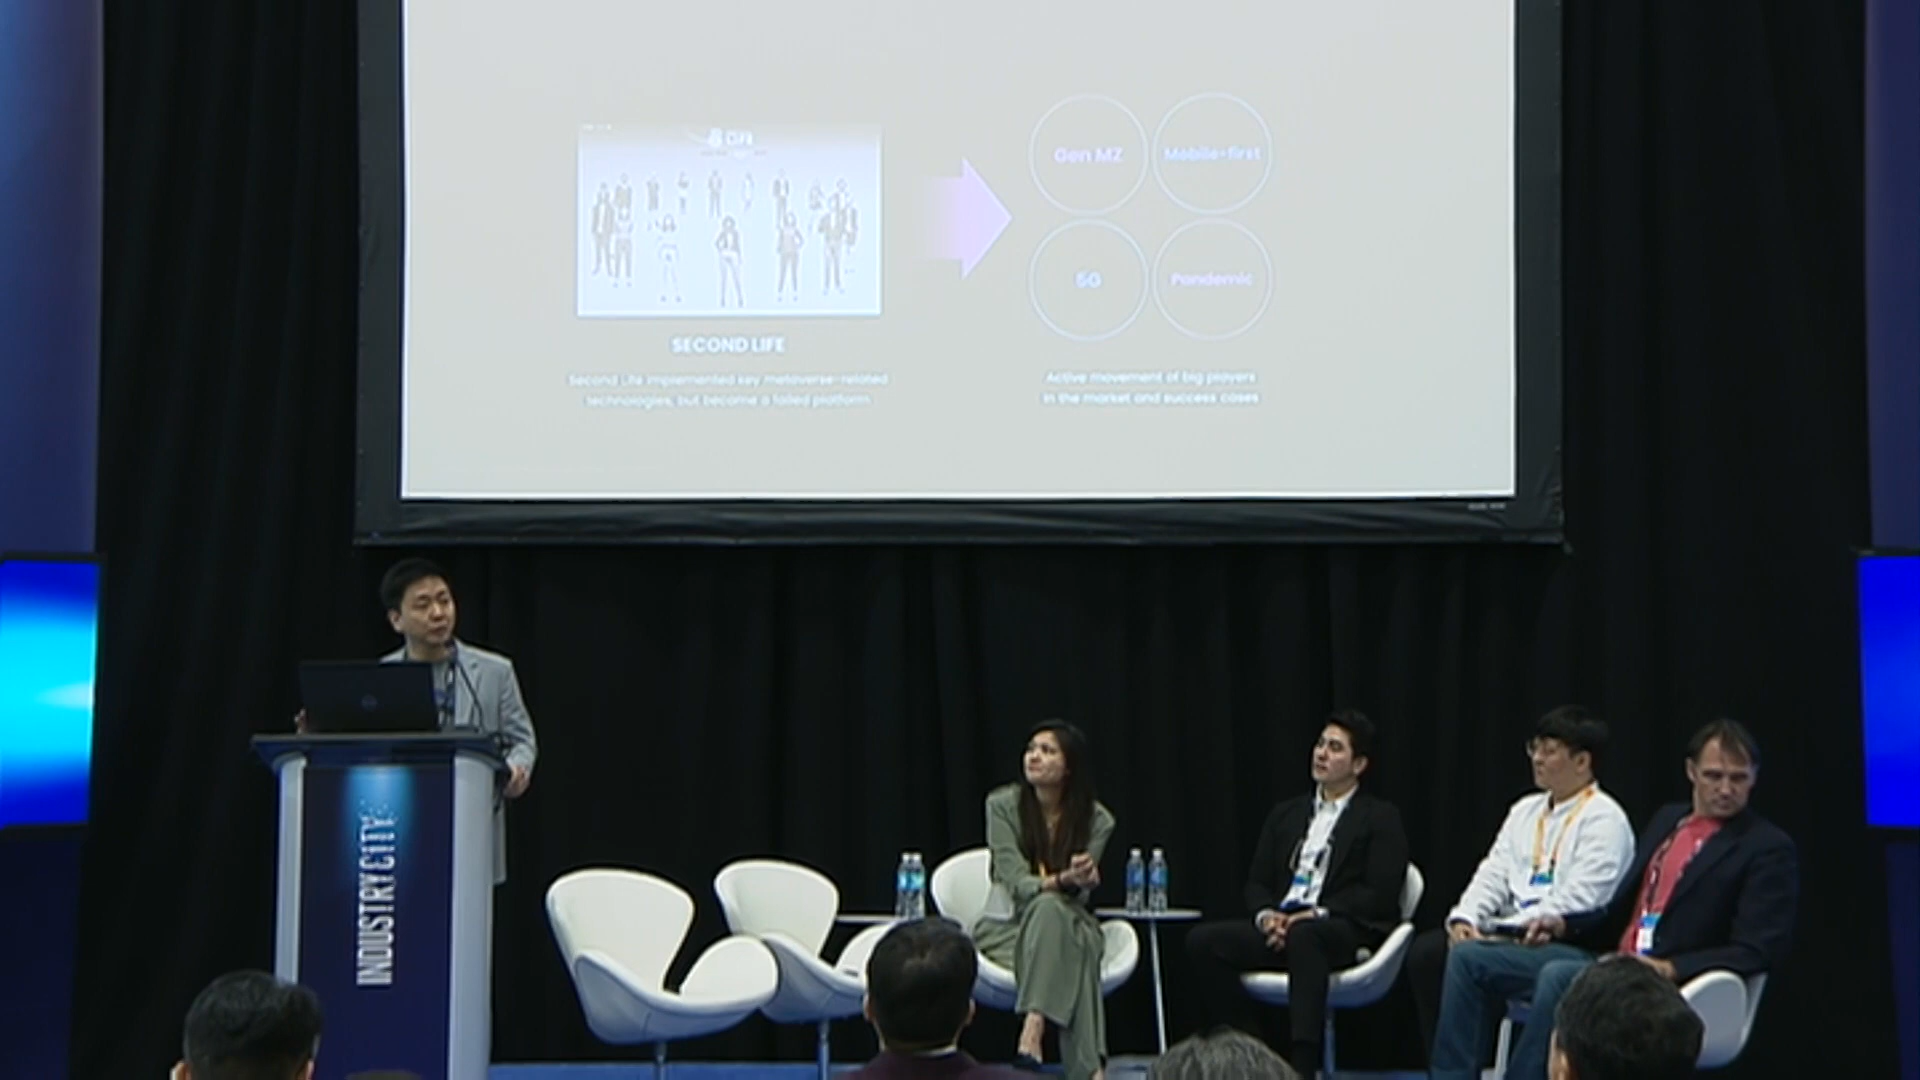 Gen MZ
Mobile-first
5G
Pandemic
SECOND LIFE
Second Life implemented key metaverse-related
technologies, but became a failed platform
Active movement of big players
in the market and success cases
INDUSTRY CITY